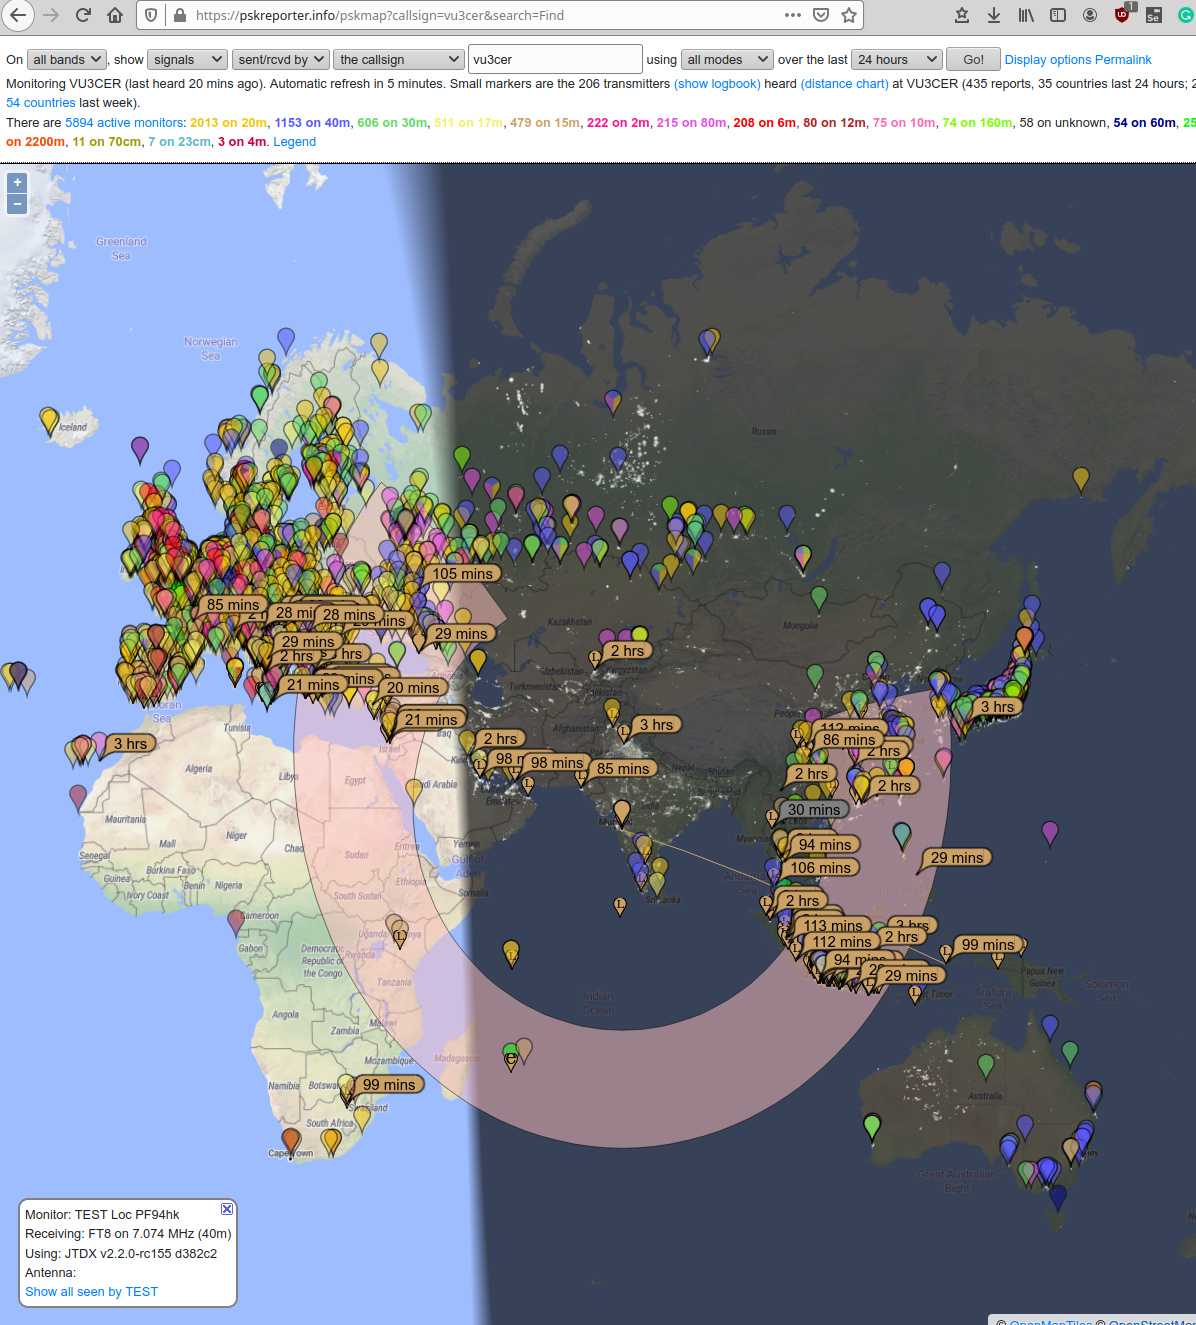 https://pskreporter.info/pskmap?callsign=vu3cer&search=Find
1
On all bands , show signals sent/rcvd by the callsign vu3cer using all modes over the last 24 hours Go! Display options Permalink
Monitoring VU3CER (last heard 20 mins ago). Automatic refresh in 5 minutes. Small markers are the 206 transmitters (show logbook) heard (distance chart) at VU3CER (435 reports, 35 countries last 24 hours; 2
54 countries last week).
There are 5894 active monitors: 2013 on 20m, 1153 on 40m, 606 on 30m, 511 on 17m, 479 on 15m, 222 on 2m, 215 on 80m, 208 on 6m, 80 on 12m, 75 on 10m, 74 on 160m, 58 on unknown, 54 on 60m, 25
on 2200m, 11 on 70cm, 7 on 23cm, 3 on 4m. Legend
+
−
Greenland
Sea
Norwegian
Sea
Iceland
Russia
105 mins
85 mins
28 mins
29 mins
Kazakhstan
Mongolia
29 mins
2 hrs
2 hrs
Kyrgyzstan
Uzbekistan
Turkmenistan
Tajikistan
21 mins
20 mins
3 hrs
Sea
Tunisia
21 mins
Israel
Iraq
Afghanistan
3 hrs
3 hrs
2 hrs
86 mins
2 hrs
98 mins
85 mins
Nepal
Bhutan
2 hrs
2 hrs
Algeria
Libya
Egypt
Saudi Arabia
Emirates
India
30 mins
Mauritania
Mali
Niger
Chad
Sudan
Eritrea
Yemen
Gulf of
Aden
Myanmar
94 mins
29 mins
Senegal
Guinea
Burkina Faso
Benin
Nigeria
Ivory Coast
Ethiopia
Somalia
South Sudan
Sri Lanka
106 mins
2 hrs
Cameroon
Gabon
Democratic
Republic of
the Congo
Uganda
Rwanda
Tanzania
113 mins
3 hrs
112 mins
2 hrs
99 mins
94 mins
29 mins
Papua New
Guinea
Solomon
Sea
Arafura
Sea
Indian
Ocean
Angola
Zambia
Malawi
Mozambique
Madagascar
Namibia
Botswana
99 mins
Swaziland
South Africa
Cape Town
Australia
Great Australian
Bight
Monitor: TEST Loc PF94hk
Receiving: FT8 on 7.074 MHz (40m)
Using: JTDX v2.2.0-rc155 d382c2
Antenna:
Show all seen by TEST
© OpenMapTiles © OpenStreetMap